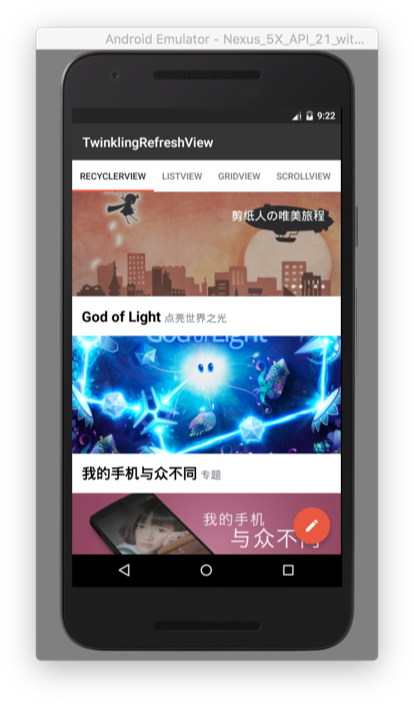 Android Emulator - Nexus_5X_API_21_wit...
9:22
TwinklingRefreshView
RECYCLERVIEW LISTVIEW GRIDVIEW SCROLLVIEW
剪纸人の唯美旅程
God of Light 点亮世界之光
God of Light
我的手机与众不同 专题
我的手机
与众不同